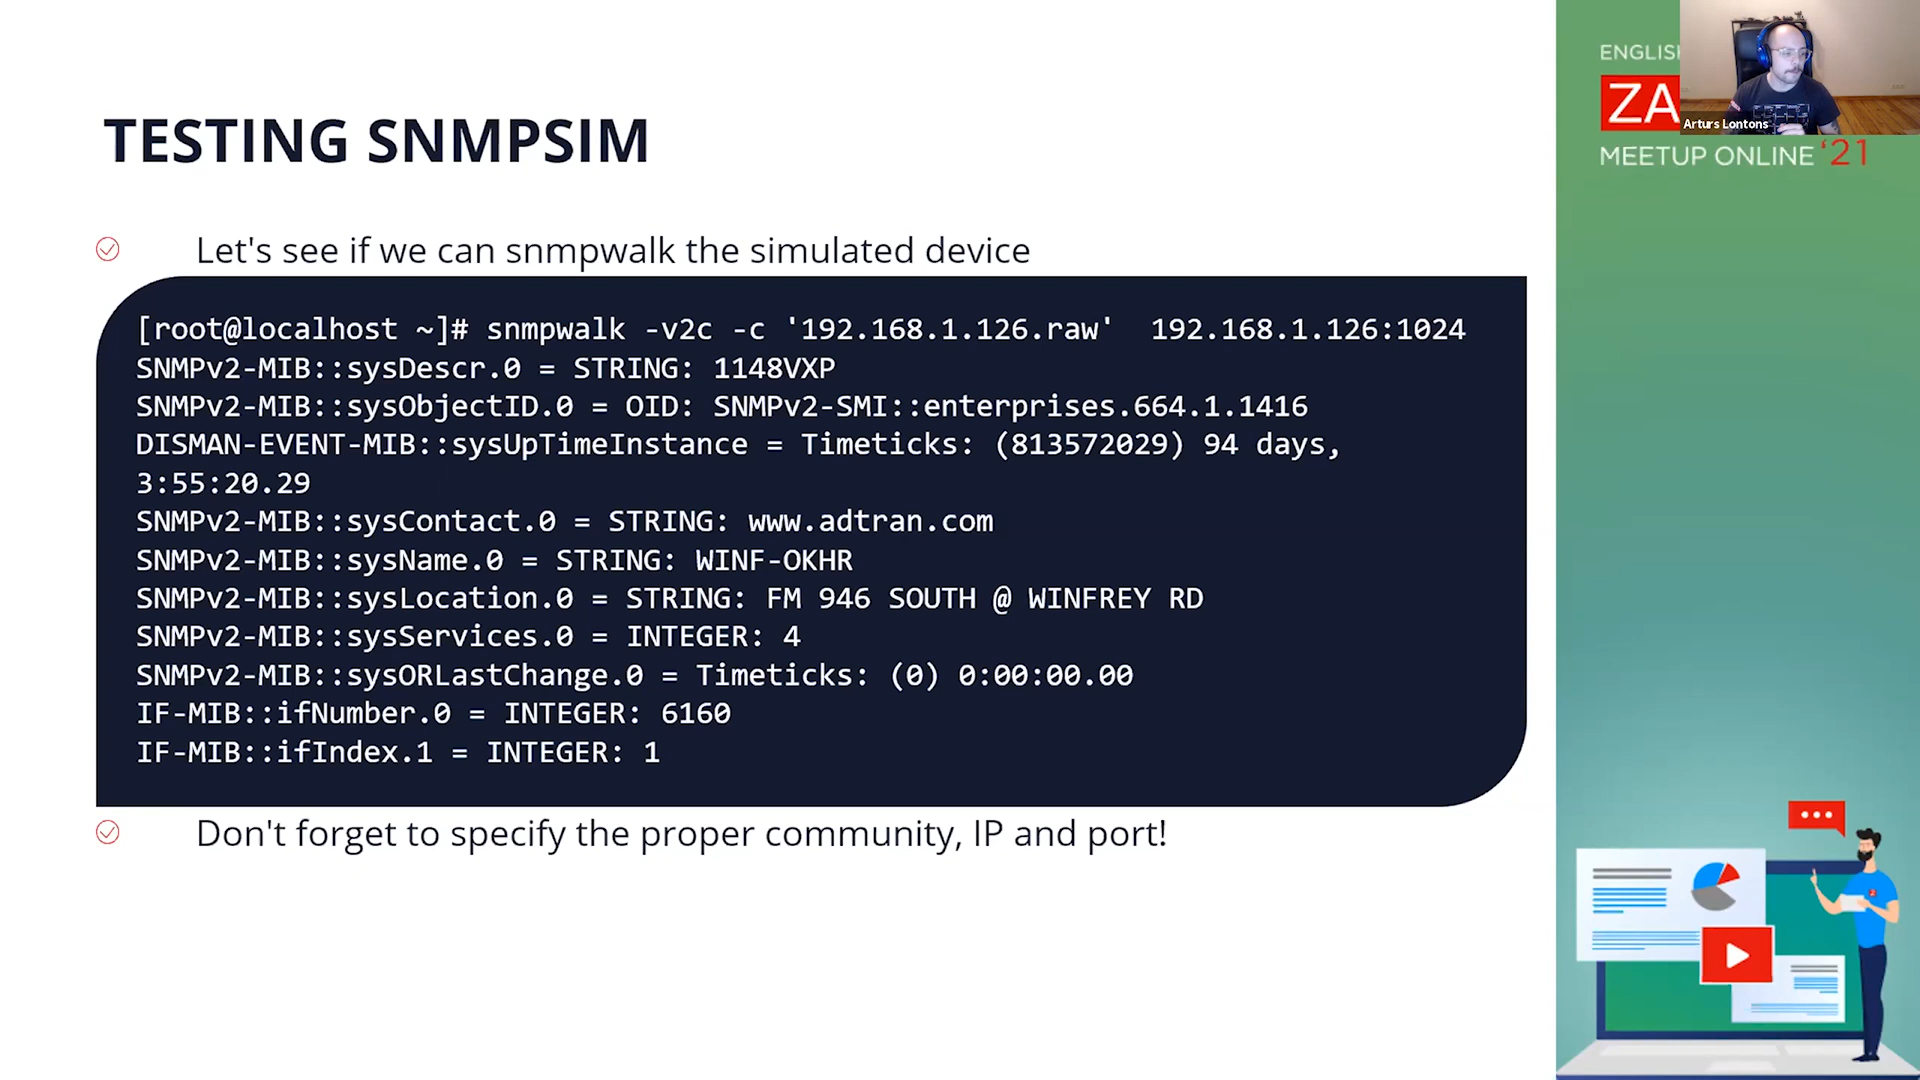 TESTING SNMPSIM
Let's see if we can snmpwalk the simulated device
[root@localhost ~]# snmpwalk -v2c -c '192.168.1.126.raw'  192.168.1.126:1024
SNMPv2-MIB::sysDescr.0 = STRING: 1148VXP
SNMPv2-MIB::sysObjectID.0 = OID: SNMPv2-SMI::enterprises.664.1.1416
DISMAN-EVENT-MIB::sysUpTimeInstance = Timeticks: (813572029) 94 days,
3:55:20.29
SNMPv2-MIB::sysContact.0 = STRING: www.adtran.com
SNMPv2-MIB::sysName.0 = STRING: WINF-OKHR
SNMPv2-MIB::sysLocation.0 = STRING: FM 946 SOUTH @ WINFREY RD
SNMPv2-MIB::sysServices.0 = INTEGER: 4
SNMPv2-MIB::sysORLastChange.0 = Timeticks: (0) 0:00:00.00
IF-MIB::ifNumber.0 = INTEGER: 6160
IF-MIB::ifIndex.1 = INTEGER: 1
Don't forget to specify the proper community, IP and port!
ENGLIS
ZA
Arturs Lontons
MEETUP ONLINE '21